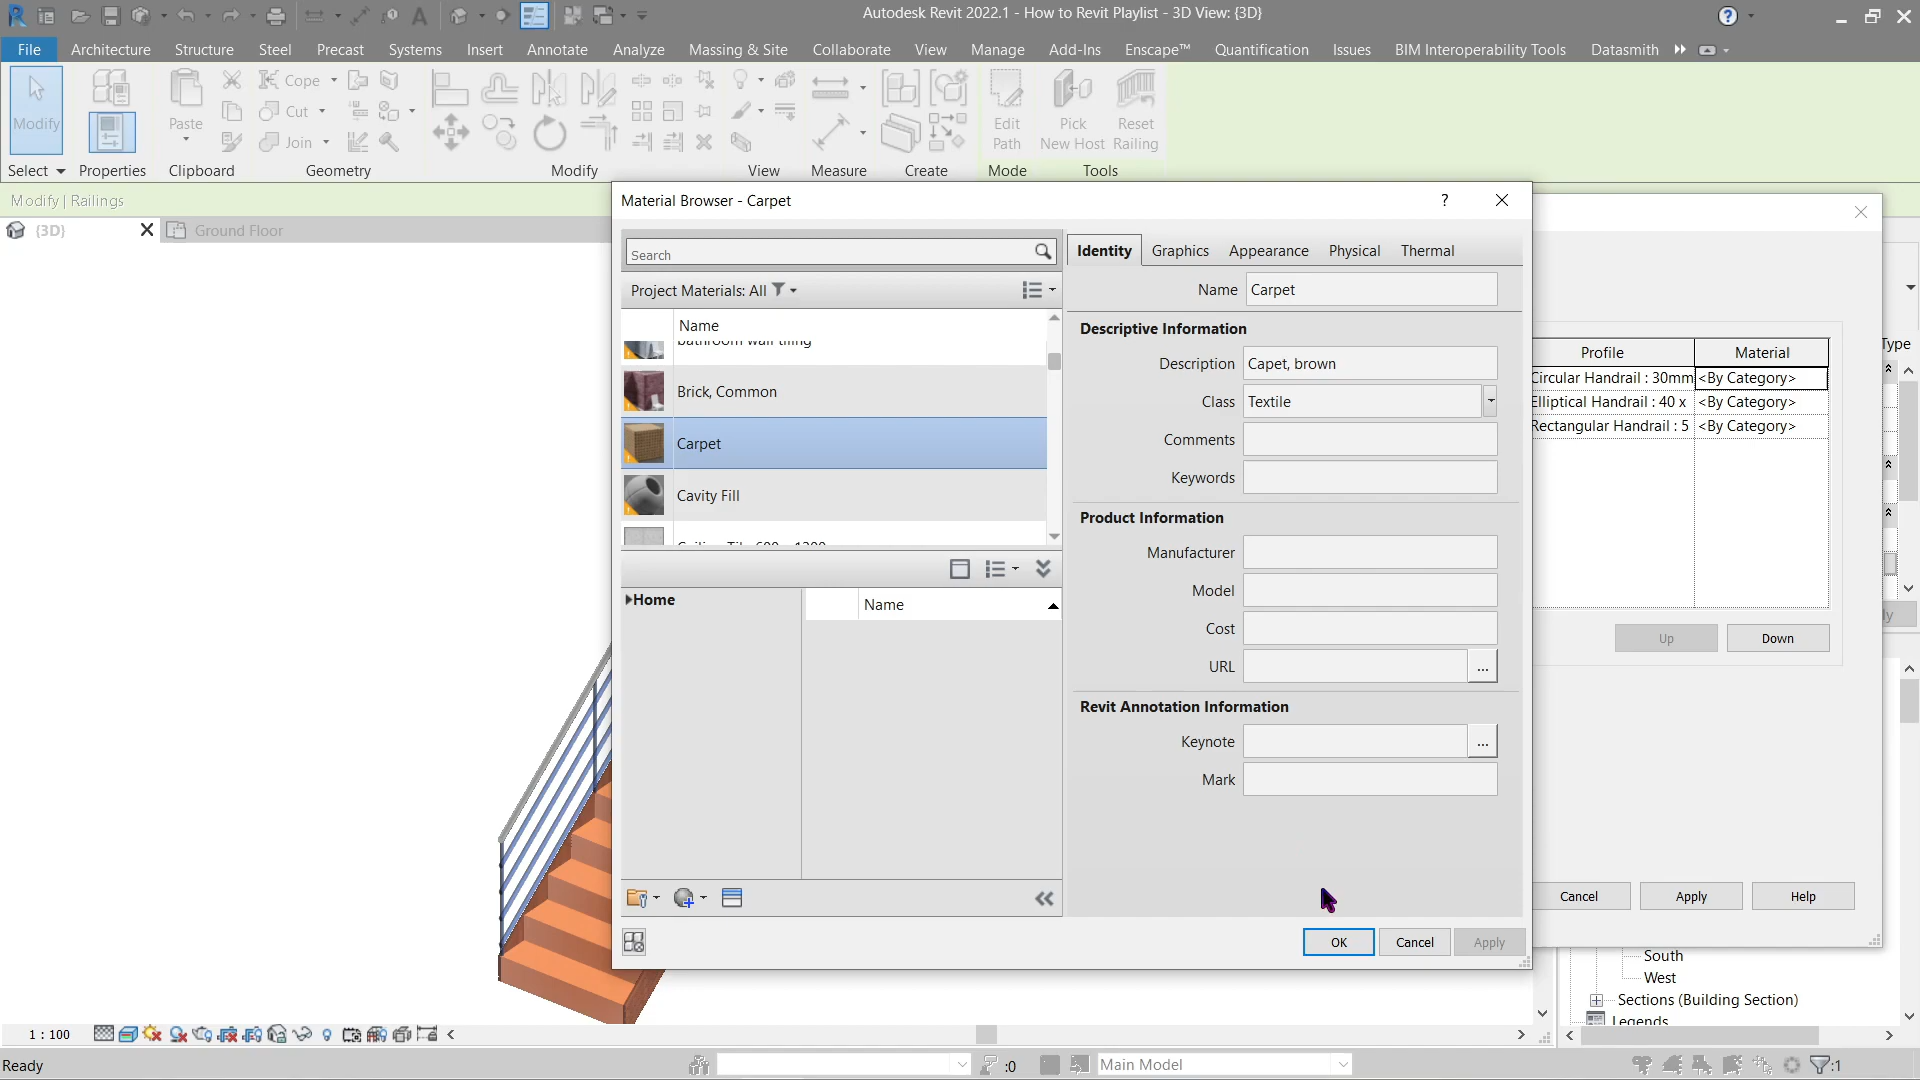 Autodesk Revit 2022.1 - How to Revit Playlist - 3D View: {3D}
File Architecture Structure Steel Precast Systems Insert Annotate Analyze Massing & Site Collaborate View Manage Add-Ins Enscape™ Quantification Issues BIM Interoperability Tools Datasmith
Modify Paste Cope Cut Join Edit Path Pick New Host Reset Railing
Select Properties Clipboard Geometry Modify View Measure Create Mode Tools
Modify | Railings
{3D} Ground Floor
Material Browser - Carpet
?
Search
Project Materials: All
Name
bathroom wall tiling
Brick, Common
Carpet
Cavity Fill
Home
Name
Identity Graphics Appearance Physical Thermal
Name Carpet
Descriptive Information
Description Capet, brown
Class Textile
Comments
Keywords
Product Information
Manufacturer
Model
Cost
URL ...
Revit Annotation Information
Keynote ...
Mark
OK Cancel Apply
Type
Profile Material
Circular Handrail : 30mm <By Category>
Elliptical Handrail : 40 x <By Category>
Rectangular Handrail : 5 <By Category>
Up Down
Cancel Apply Help
South
West
Sections (Building Section)
Legends
1 : 100
Ready
:0
Main Model
:1